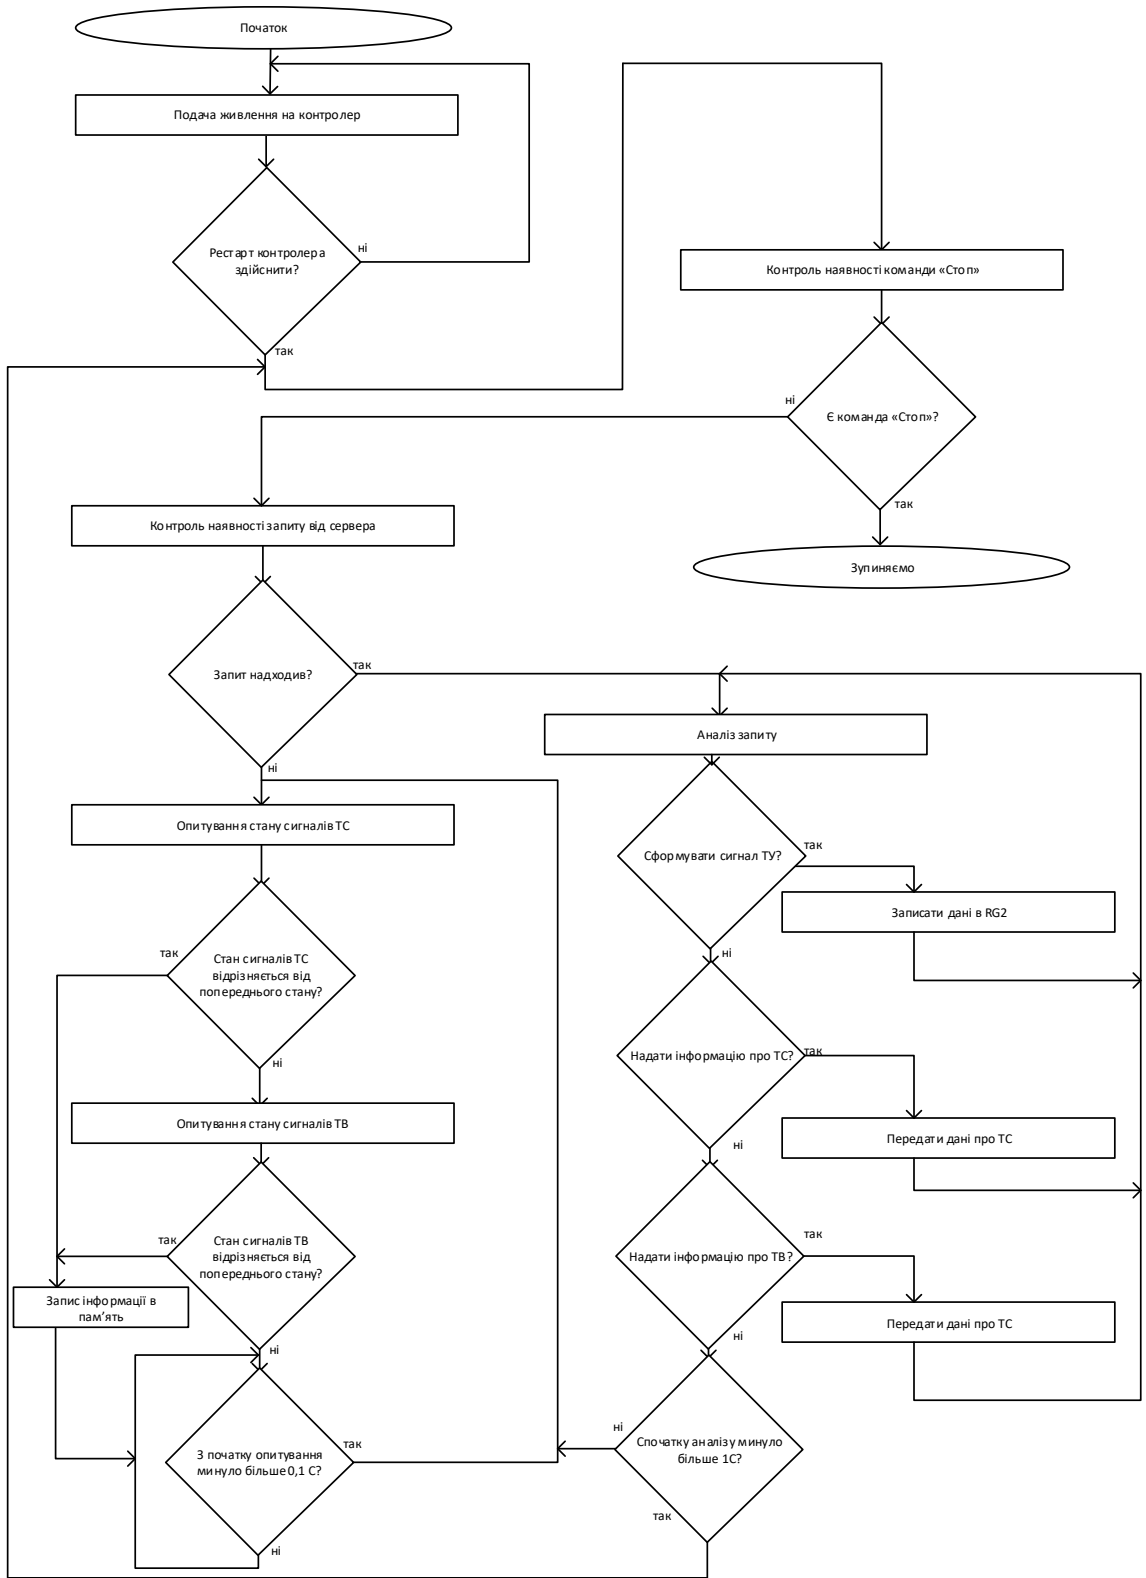 Початок
Подача живлення на контролер
Рестарт контролера
здійснити?
ні
так
Контроль наявності команди «Стоп»
Є команда «Стоп»?
ні
так
Зупиняємо
Контроль наявності запиту від сервера
Запит надходив?
так
ні
Аналіз запиту
Сформувати сигнал ТУ?
так
Записати дані в RG2
ні
Надати інформацію про ТС?
так
Передати дані про ТС
ні
Надати інформацію про ТВ?
так
Передати дані про ТС
ні
Спочатку аналізу минуло
більше 1С?
ні
так
Опитування стану сигналів ТС
Стан сигналів ТС
відрізняється від
попереднього стану?
так
ні
Опитування стану сигналів ТВ
Стан сигналів ТВ
відрізняється від
попереднього стану?
так
ні
Запис інформації в
пам’ять
З початку опитування
минуло більше 0,1 С?
так
ні